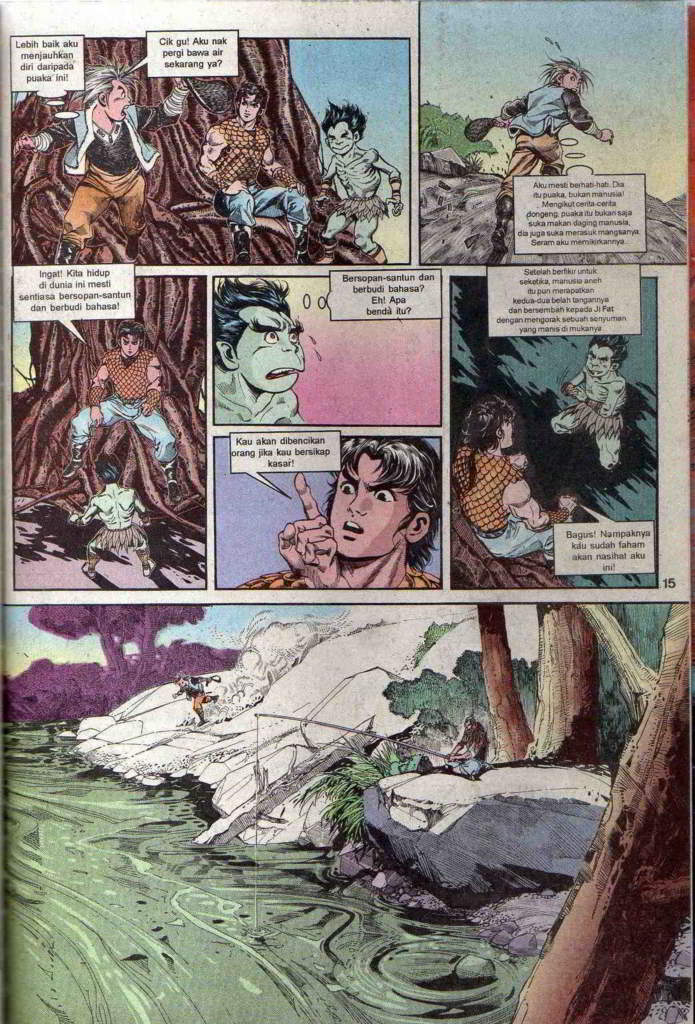 Lebih baik aku
menjauhkan
diri daripada
puaka ini!
Cik gu! Aku nak
pergi bawa air
sekarang ya?
Aku mesti berhati-hati. Dia
itu puaka, bukan manusia!
Mengikut cerita-cerita
dongeng, puaka itu bukan saja
suka makan daging manusia,
dia juga suka merasuk mangsanya.
Seram aku memikirkannya..
Ingat! Kita hidup
di dunia ini mesti
sentiasa bersopan-santun
dan berbudi bahasa!
Bersopan-santun dan
berbudi bahasa?
Eh! Apa
benda itu?
Kau akan dibencikan
orang jika kau bersikap
kasar!
Setelah berfikir untuk
seketika, manusia aneh
itu pun merapatkan
kedua-dua belah tangannya
dan bersembah kepada Ji Fat
dengan mengorak sebuah senyuman
yang manis di mukanya
Bagus! Nampaknya
kau sudah faham
akan nasihat aku
ini!
15